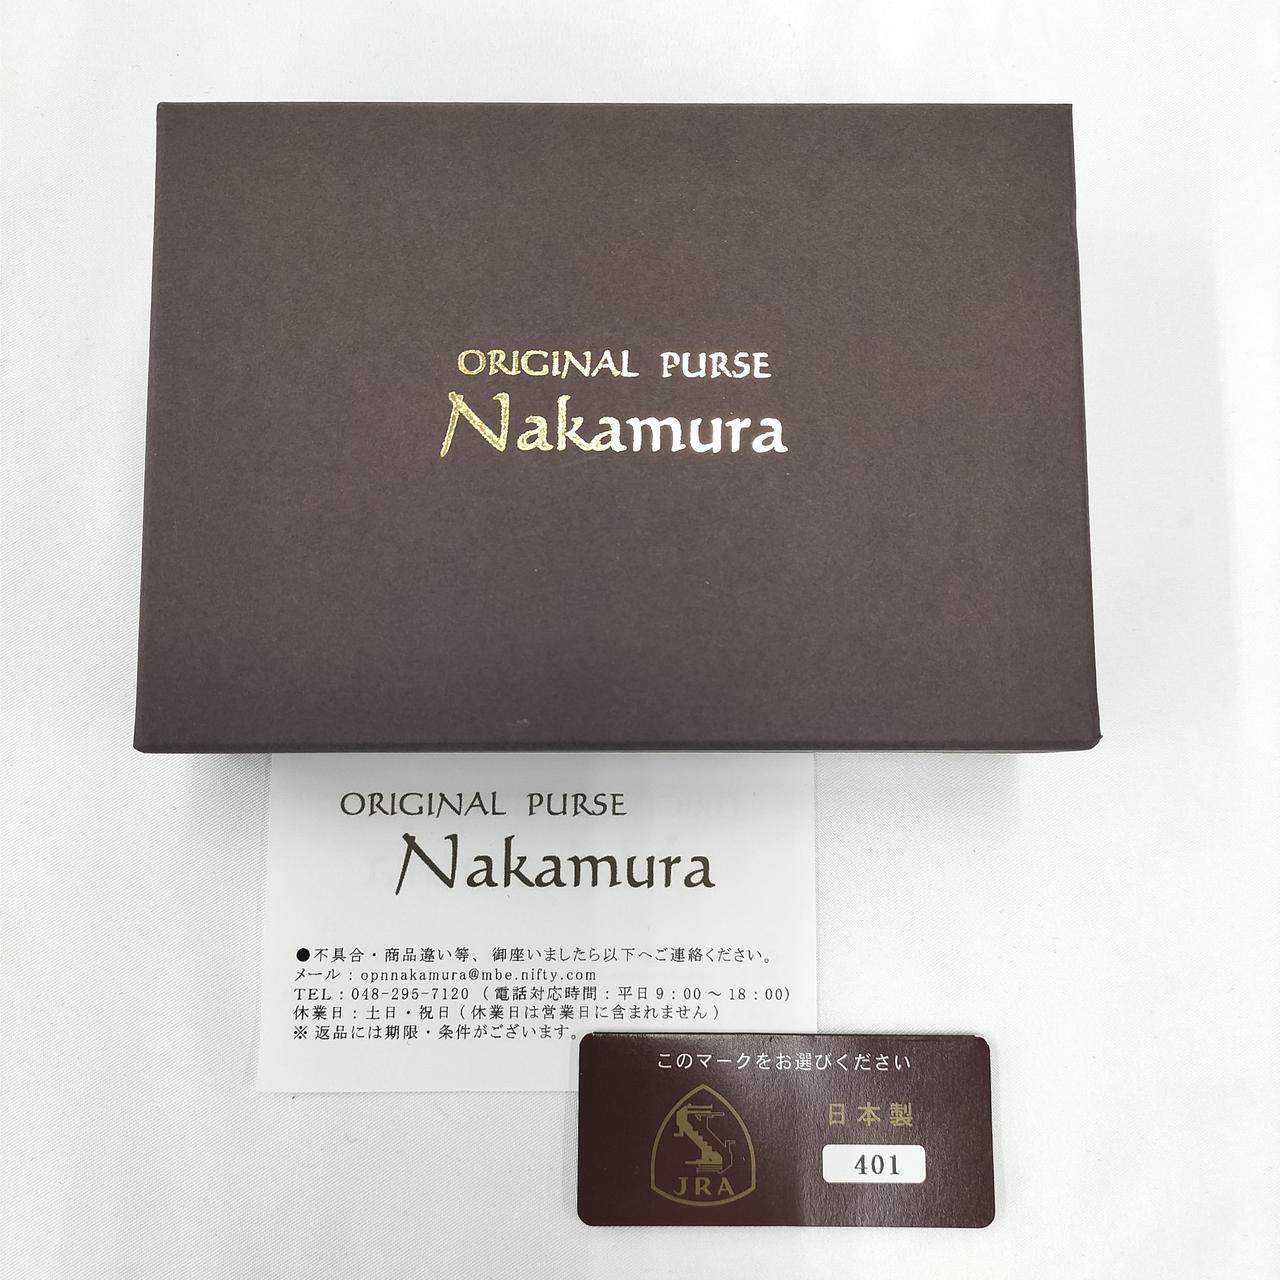 ORIGINAL PURSE
Nakamura
ORIGINAL PURSE
Nakamura
●不具合・商品違い等、御座いましたら以下へご連絡ください。
メール：opnnakamura@mbe.nifty.com
TEL：048-295-7120（電話対応時間：平日9：00～18：00)
休業日：土日・祝日(休業日は営業日に含まれません)
※返品には期限・条件がございます。
このマークをお選びください
日本製
401
JRA